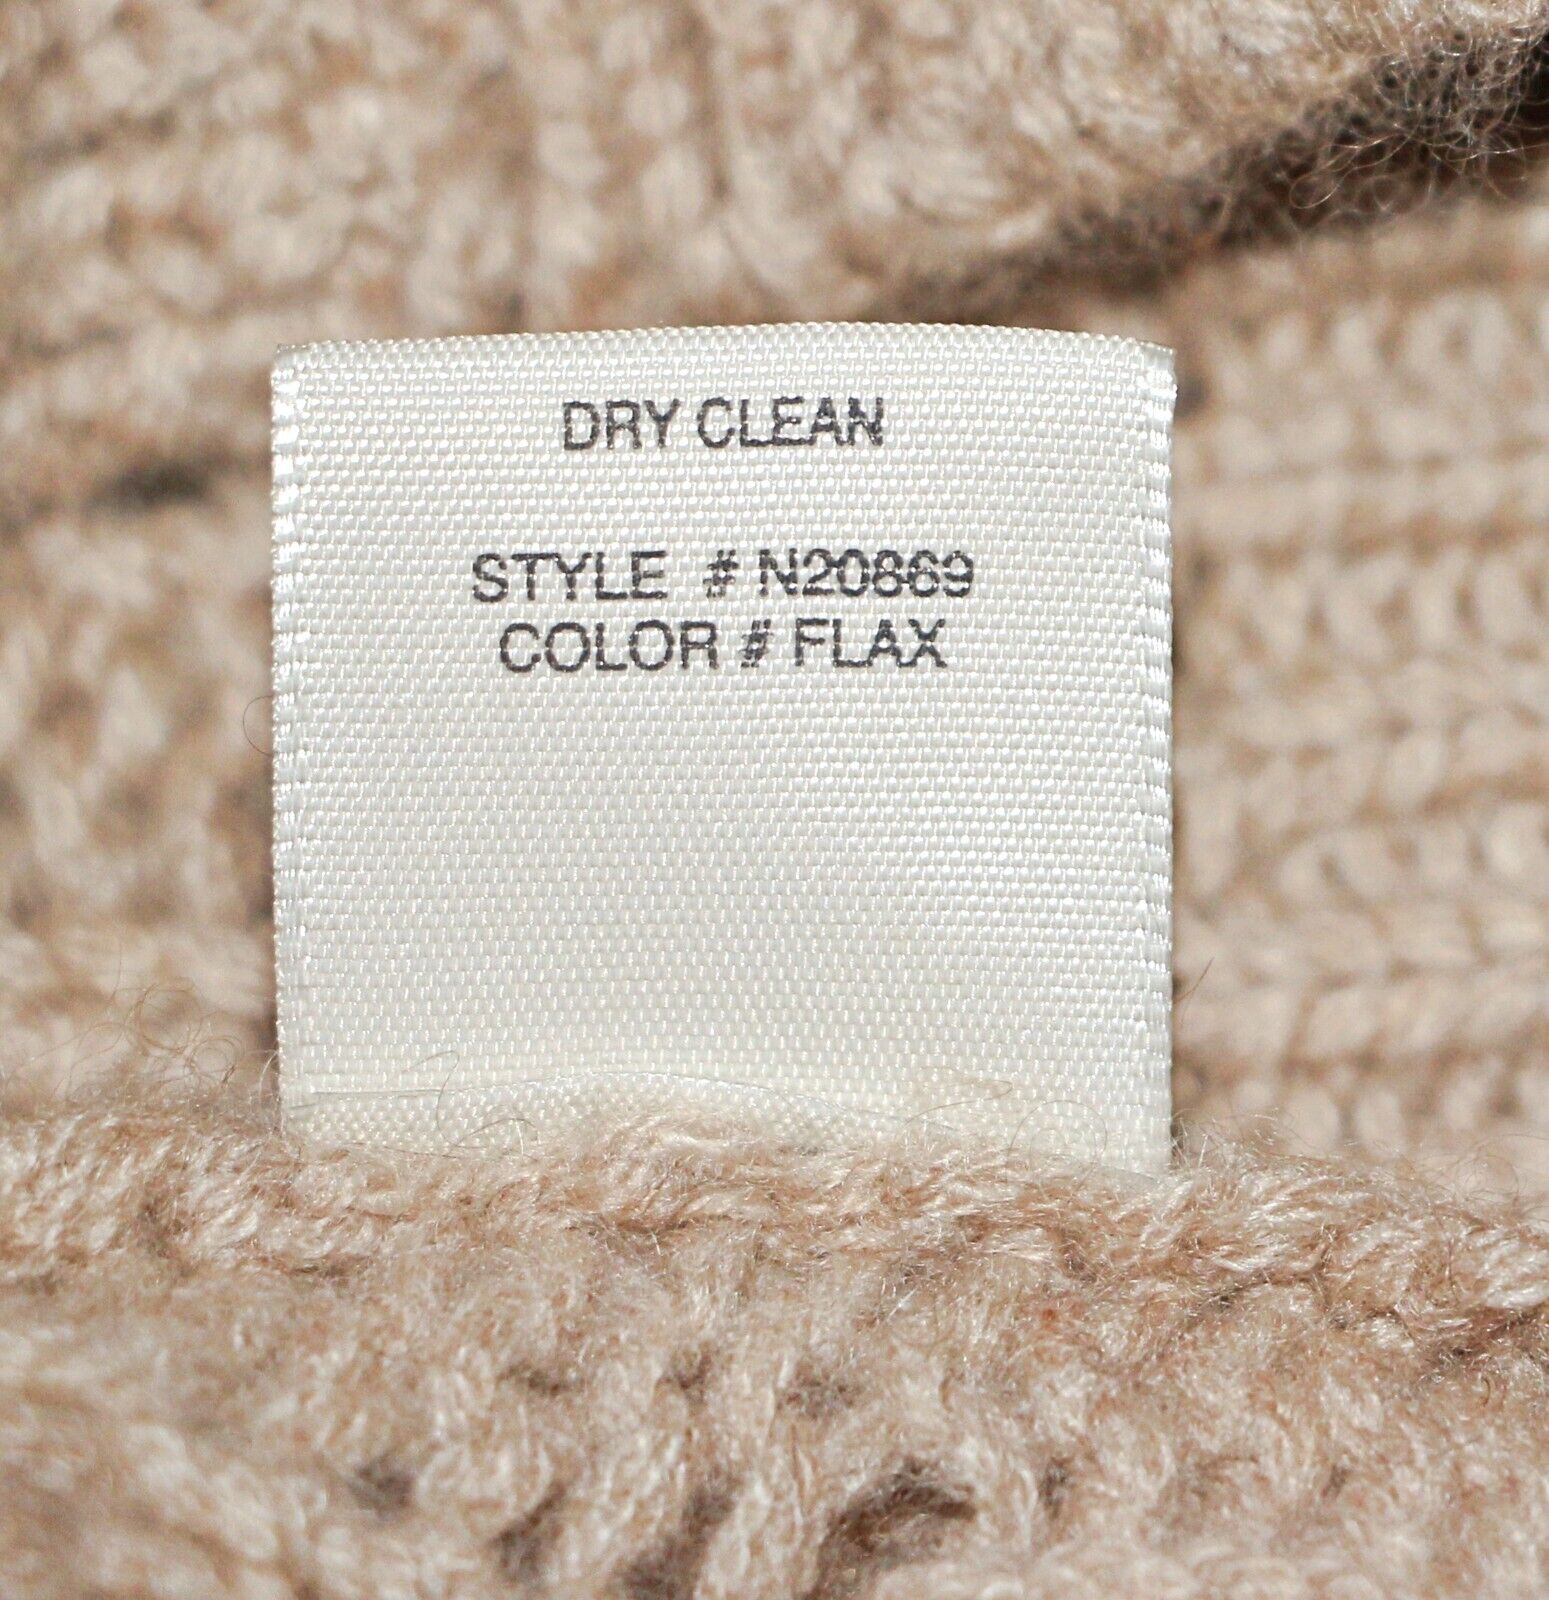 DRY CLEAN
STYLE # N20869
COLOR # FLAX